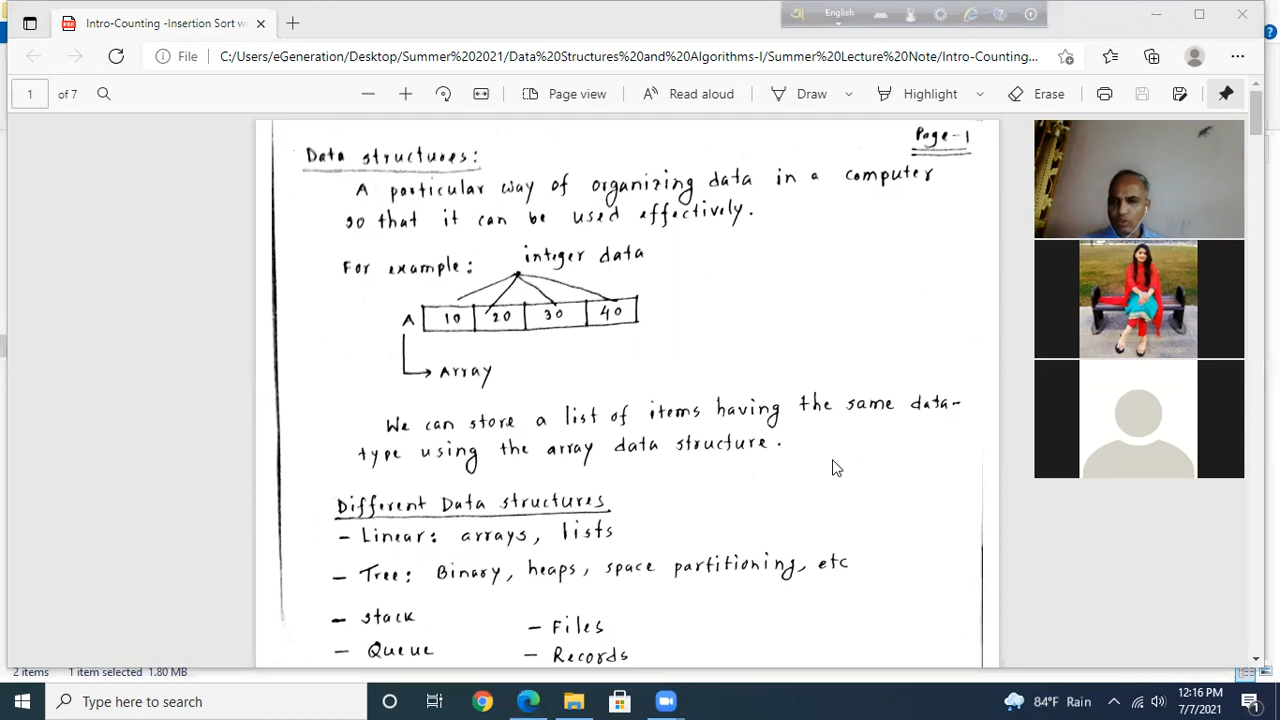 Intro-Counting -Insertion Sort w
English
File
C:/Users/eGeneration/Desktop/Summer%202021/Data%20Structures%20and%20Algorithms-I/Summer%20Lecture%20Note/Intro-Counting...
1 of 7
Page view
Read aloud
Draw
Highlight
Erase
Page-1
Data structures:
A particular way of organizing data in a computer
so that it can be used effectively.
For example: integer data
A 10 20 30 40
Array
We can store a list of items having the same data-
type using the array data structure.
Different Data structures
- Linear: arrays, lists
- Tree: Binary, heaps, space partitioning, etc
- Stack
- Files
- Queue
- Records
2 items 1 item selected 1.80 MB
Type here to search
84°F Rain
12:16 PM
7/7/2021
1